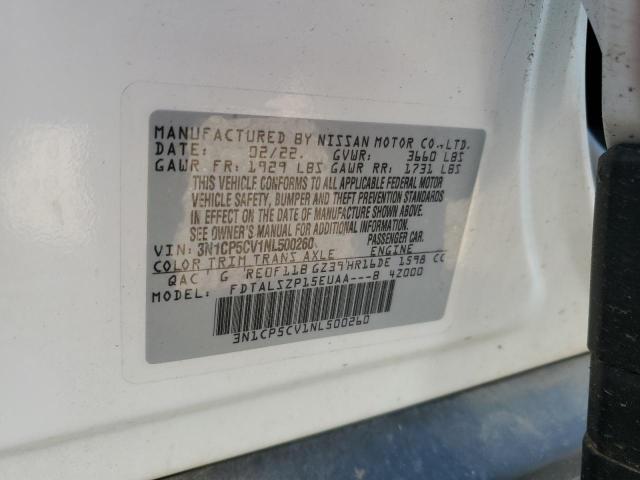 MANUFACTURED BY NISSAN MOTOR CO.,LTD.
DATE: 02/22. GVWR: 3660 LBS
GAWR FR: 1929 LBS GAWR RR: 1731 LBS
THIS VEHICLE CONFORMS TO ALL APPLICABLE FEDERAL MOTOR
VEHICLE SAFETY, BUMPER AND THEFT PREVENTION STANDARDS
IN EFFECT ON THE DATE OF MANUFACTURE SHOWN ABOVE.
SEE OWNER'S MANUAL FOR ADDITIONAL INFORMATION.
VIN: 3N1CP5CV1NL500260 PASSENGER CAR.
COLOR TRIM TRANS AXLE ENGINE
QAC G RE0F11B GZ39 HR16DE 1598 CC
MODEL: FDTALSZP15EUAA---B 42000
3N1CP5CV1NL500260